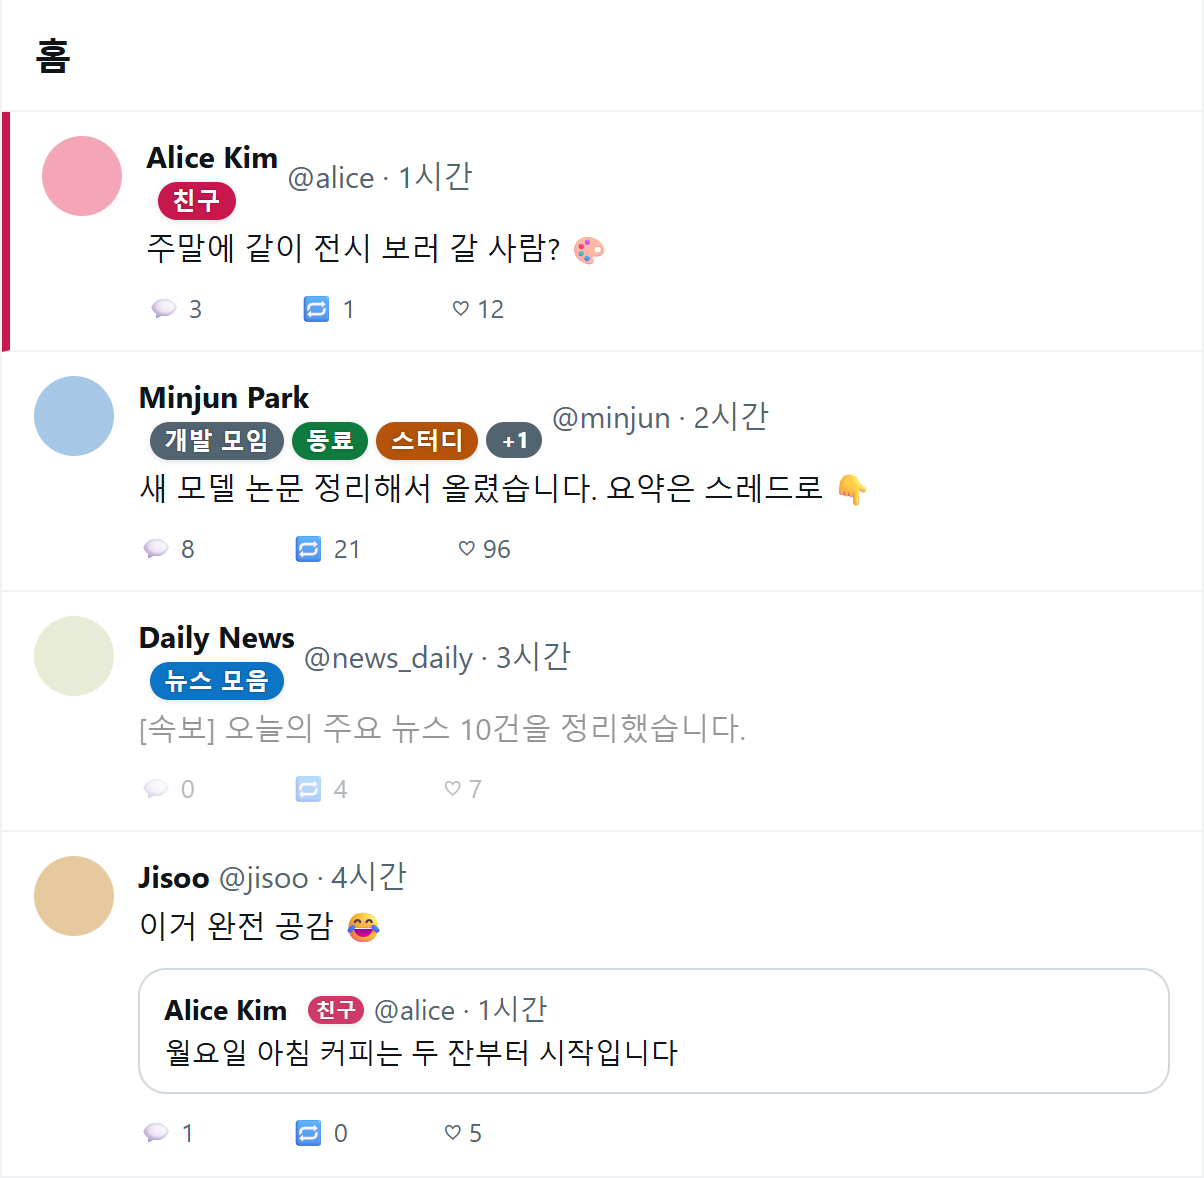 홈
Alice Kim @alice · 1시간
친구
주말에 같이 전시 보러 갈 사람? 🎨
💬 3 🔁 1 ♡ 12
Minjun Park @minjun · 2시간
개발 모임 동료 스터디 +1
새 모델 논문 정리해서 올렸습니다. 요약은 스레드로 👇
💬 8 🔁 21 ♡ 96
Daily News @news_daily · 3시간
뉴스 모음
[속보] 오늘의 주요 뉴스 10건을 정리했습니다.
💬 0 🔁 4 ♡ 7
Jisoo @jisoo · 4시간
이거 완전 공감 😂
Alice Kim 친구 @alice · 1시간
월요일 아침 커피는 두 잔부터 시작입니다
💬 1 🔁 0 ♡ 5